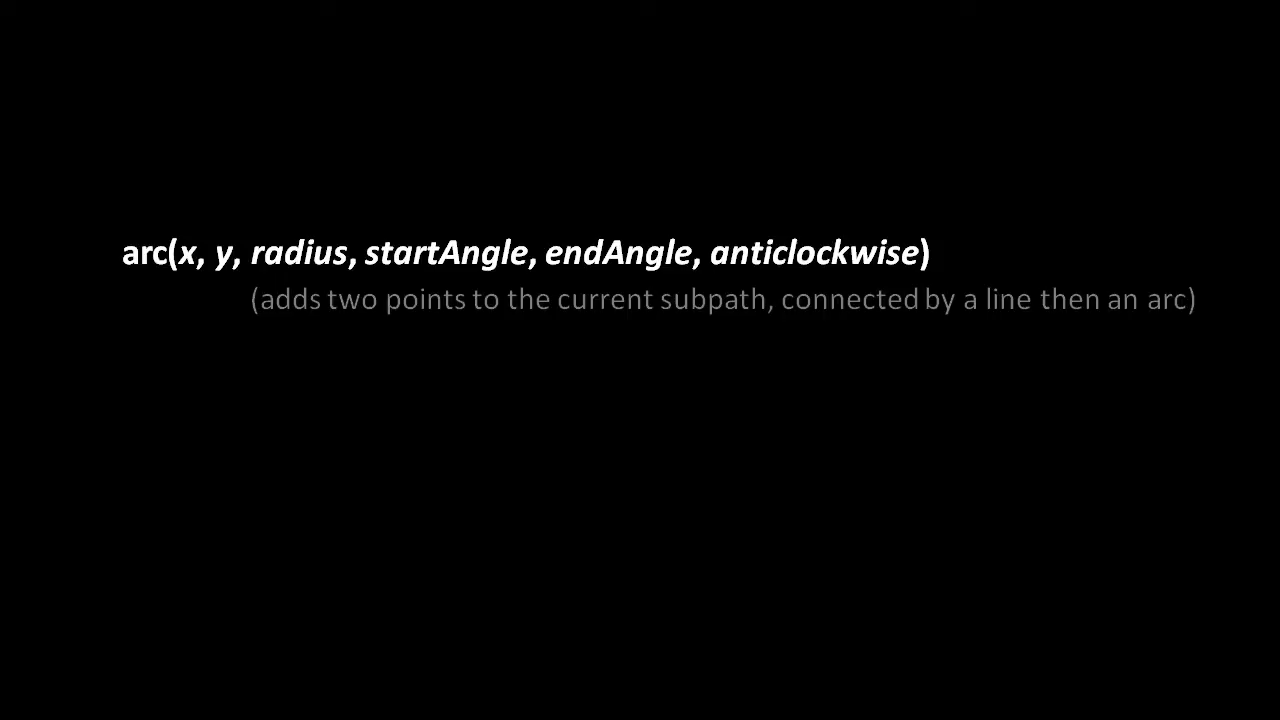 arc(x, y, radius, startAngle, endAngle, anticlockwise)
(adds two points to the current subpath, connected by a line then an arc)